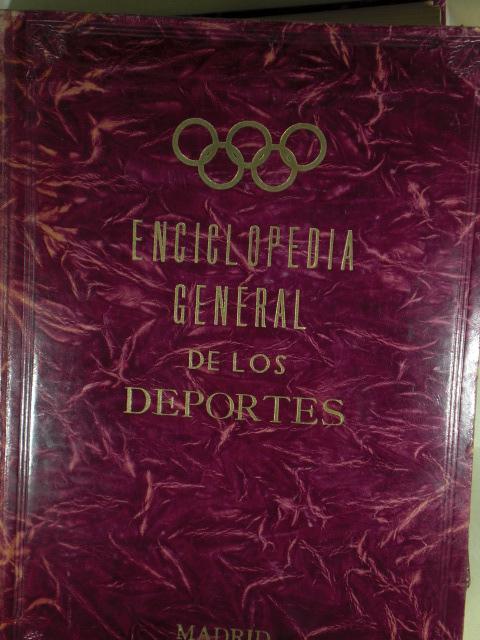 ENCICLOPEDIA
GENERAL
DE LOS
DEPORTES
MADRID